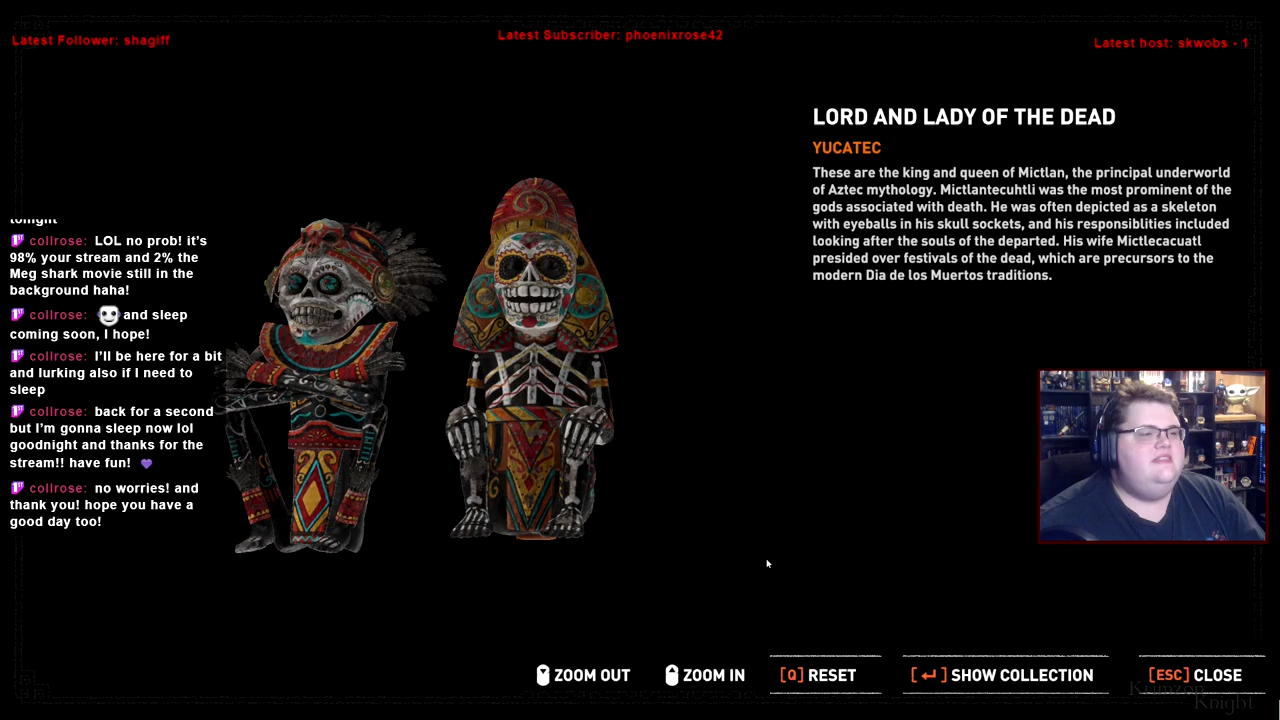 Latest Follower: shagiff
Latest Subscriber: phoenixrose42
Latest host: skwobs - 1
LORD AND LADY OF THE DEAD
YUCATEC
These are the king and queen of Mictlan, the principal underworld
of Aztec mythology. Mictlantecuhtli was the most prominent of the
gods associated with death. He was often depicted as a skeleton
with eyeballs in his skull sockets, and his responsiblities included
looking after the souls of the departed. His wife Mictlecacuatl
presided over festivals of the dead, which are precursors to the
modern Dia de los Muertos traditions.
tonight
collrose: LOL no prob! it's
98% your stream and 2% the
Meg shark movie still in the
background haha!
collrose: and sleep
coming soon, I hope!
collrose: I'll be here for a bit
and lurking also if I need to
sleep
collrose: back for a second
but I'm gonna sleep now lol
goodnight and thanks for the
stream!! have fun!
collrose: no worries! and
thank you! hope you have a
good day too!
ZOOM OUT
ZOOM IN
[Q] RESET
[↵] SHOW COLLECTION
[ESC] CLOSE
Krimzon
Knight